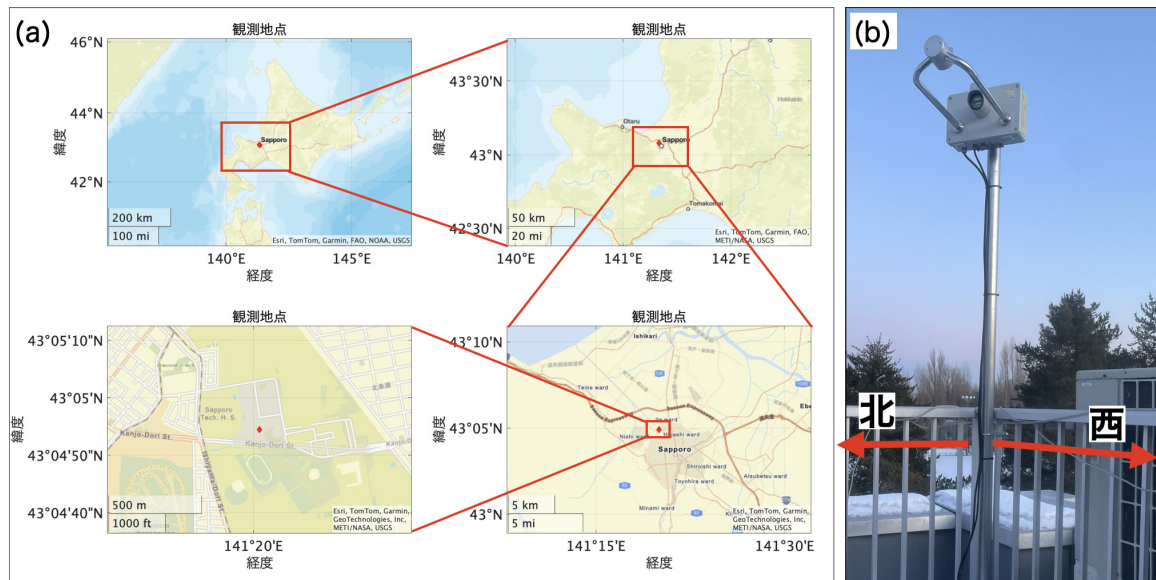 (a)
観測地点
46°N
44°N
42°N
緯度
Sapporo
200 km
100 mi
Esri, TomTom, Garmin, FAO, NOAA, USGS
140°E
145°E
経度
観測地点
43°30'N
43°N
42°30'N
緯度
Hokkaido
Otaru
Sapporo
Tomakomai
50 km
20 mi
Esri, TomTom, Garmin, FAO,
METI/NASA, USGS
140°E
141°E
142°E
経度
観測地点
43°05'10"N
43°05'N
43°04'50"N
43°04'40"N
緯度
Sapporo
Tech. H. S.
Kanjo-Dori St.
Kanjo-Dori St.
Ishiyama-Dori St.
北条通
500 m
1000 ft
Esri, TomTom, Garmin,
GeoTechnologies, Inc,
METI/NASA, USGS
141°20'E
経度
観測地点
43°10'N
43°05'N
43°N
緯度
Ishikari
Teine ward
Nishi ward
Higashi ward
Sapporo
Shiroishi ward
Atsubetsu ward
Toyohira ward
Minami ward
5 km
5 mi
Esri, TomTom, Garmin,
GeoTechnologies, Inc,
METI/NASA, USGS
141°15'E
141°30'E
経度
(b)
北
西